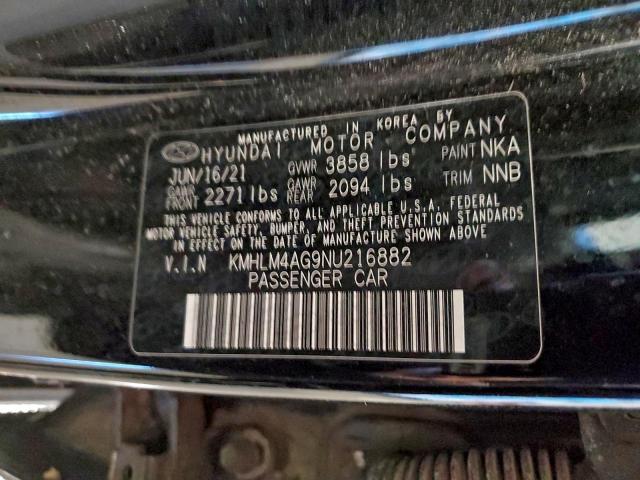 MANUFACTURED IN KOREA BY
HYUNDAI MOTOR COMPANY
JUN/16/21 GVWR 3858 lbs PAINT NKA
GAWR FRONT 2271 lbs GAWR REAR 2094 lbs TRIM NNB
THIS VEHICLE CONFORMS TO ALL APPLICABLE U.S.A. FEDERAL
MOTOR VEHICLE SAFETY, BUMPER, AND THEFT PREVENTION STANDARDS
IN EFFECT ON THE DATE OF MANUFACTURE SHOWN ABOVE
V.I.N KMHLM4AG9NU216882
PASSENGER CAR